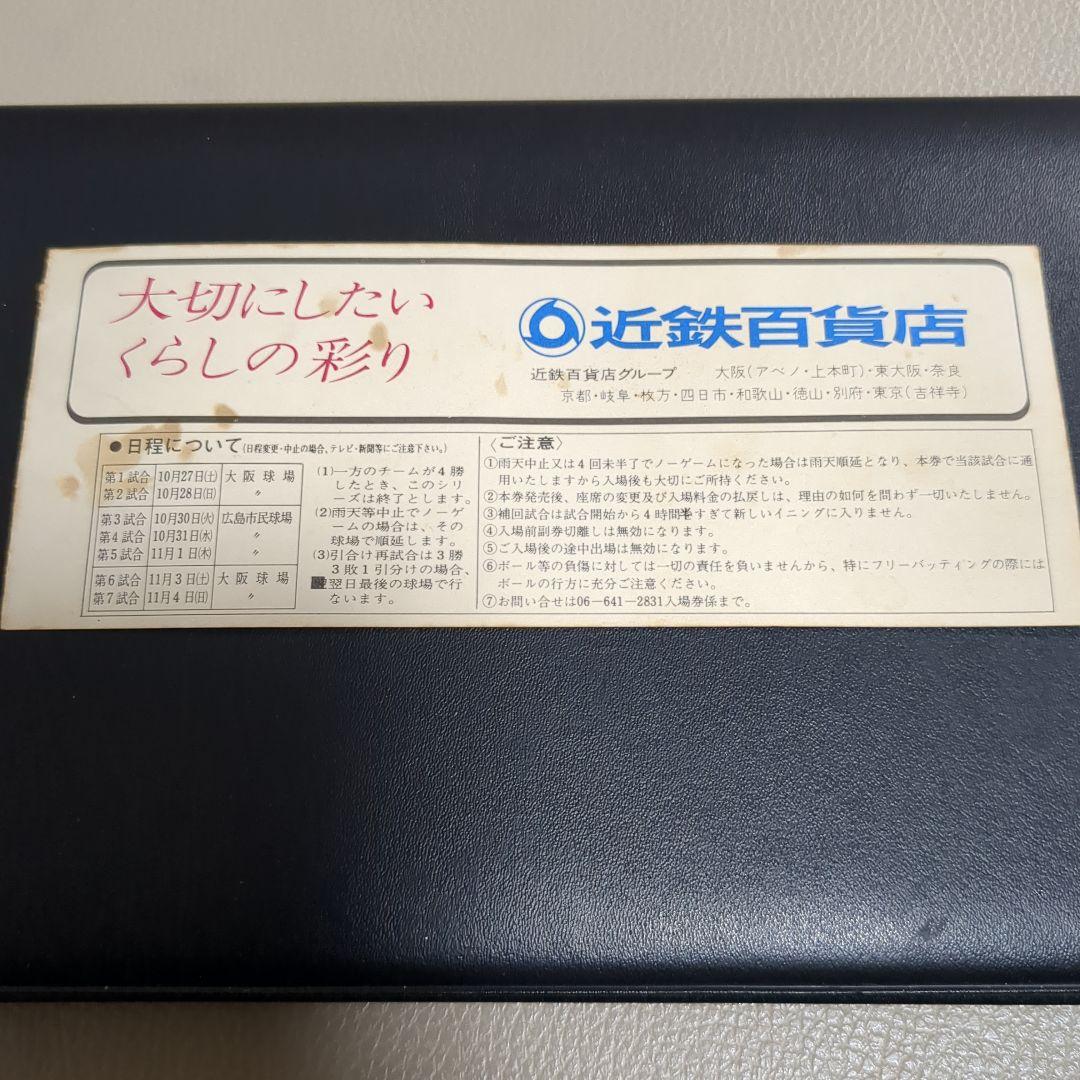 大切にしたい
くらしの彩り
近鉄百貨店
近鉄百貨店グループ 大阪(アベノ・上本町)・東大阪・奈良
京都・岐阜・枚方・四日市・和歌山・徳山・別府・東京(吉祥寺)
●日程について(日程変更・中止の場合、テレビ・新聞等にご注意下さい。)
第1試合 10月27日(土) 大阪球場
第2試合 10月28日(日) 〃
第3試合 10月30日(火) 広島市民球場
第4試合 10月31日(水) 〃
第5試合 11月1日(木) 〃
第6試合 11月3日(土) 大阪球場
第7試合 11月4日(日) 〃
(1)一方のチームが4勝
したとき、このシリ
ーズは終了とします。
(2)雨天等中止でノーゲ
ームの場合は、その
球場で順延します。
(3)引合け再試合は3勝
3敗1引分けの場合、
翌日最後の球場で行
ないます。
〈ご注意〉
①雨天中止又は4回未半了でノーゲームになった場合は雨天順延となり、本券で当該試合に通
用いたしますから入場後も大切にご所持ください。
②本券発売後、座席の変更及び入場料金の払戻しは、理由の如何を問わず一切いたしません。
③補回試合は試合開始から4時間半すぎて新しいイニングに入りません。
④入場前副券切離しは無効になります。
⑤ご入場後の途中出場は無効になります。
⑥ボール等の負傷に対しては一切の責任を負いませんから、特にフリーバッティングの際には
ボールの行方に充分ご注意ください。
⑦お問い合せは06―641―2831入場券係まで。